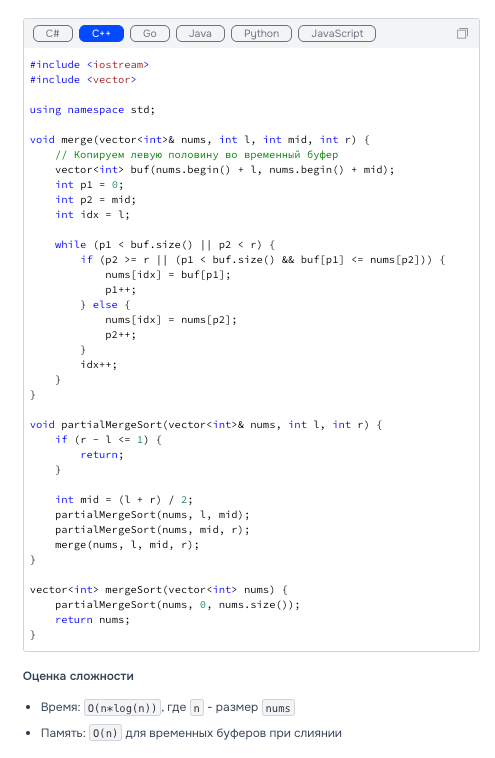 C# C++ Go Java Python JavaScript
#include <iostream>
#include <vector>

using namespace std;

void merge(vector<int>& nums, int l, int mid, int r) {
    // Копируем левую половину во временный буфер
    vector<int> buf(nums.begin() + l, nums.begin() + mid);
    int p1 = 0;
    int p2 = mid;
    int idx = l;

    while (p1 < buf.size() || p2 < r) {
        if (p2 >= r || (p1 < buf.size() && buf[p1] <= nums[p2])) {
            nums[idx] = buf[p1];
            p1++;
        } else {
            nums[idx] = nums[p2];
            p2++;
        }
        idx++;
    }
}

void partialMergeSort(vector<int>& nums, int l, int r) {
    if (r - l <= 1) {
        return;
    }

    int mid = (l + r) / 2;
    partialMergeSort(nums, l, mid);
    partialMergeSort(nums, mid, r);
    merge(nums, l, mid, r);
}

vector<int> mergeSort(vector<int> nums) {
    partialMergeSort(nums, 0, nums.size());
    return nums;
}

Оценка сложности
• Время: O(n*log(n)), где n - размер nums
• Память: O(n) для временных буферов при слиянии